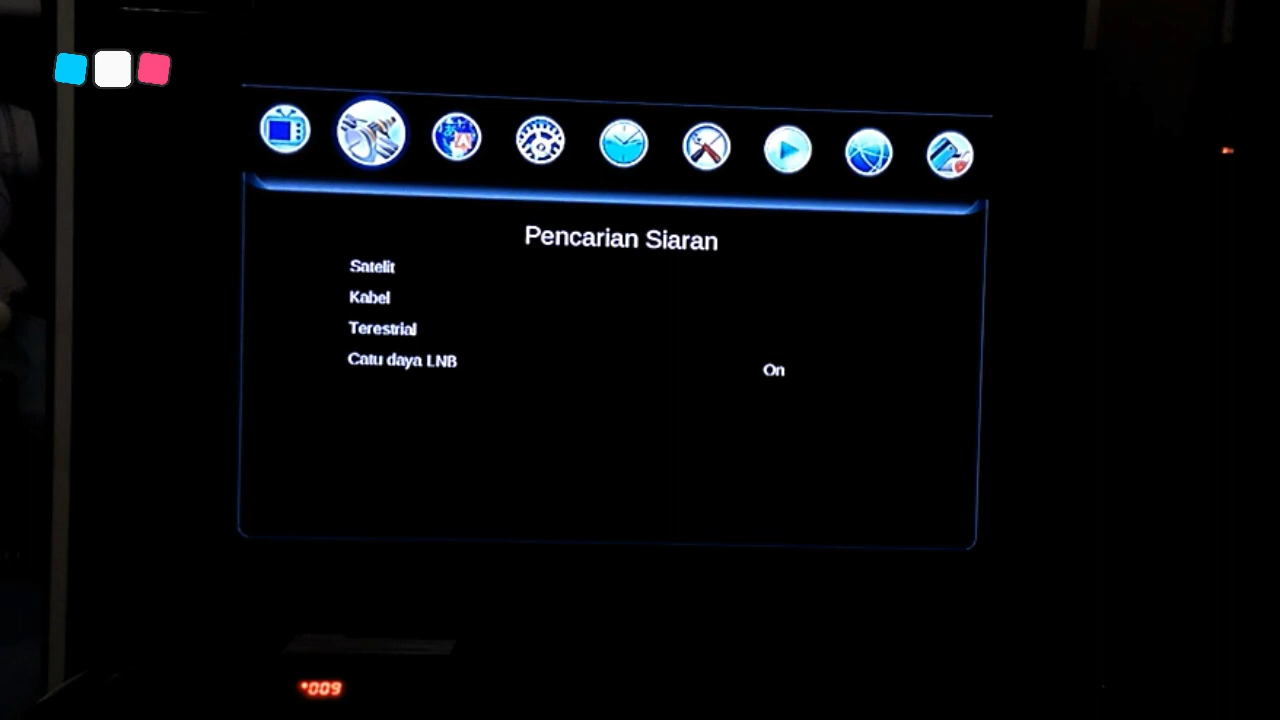 Pencarian Siaran
Satelit
Kabel
Terestrial
Catu daya LNB On
009